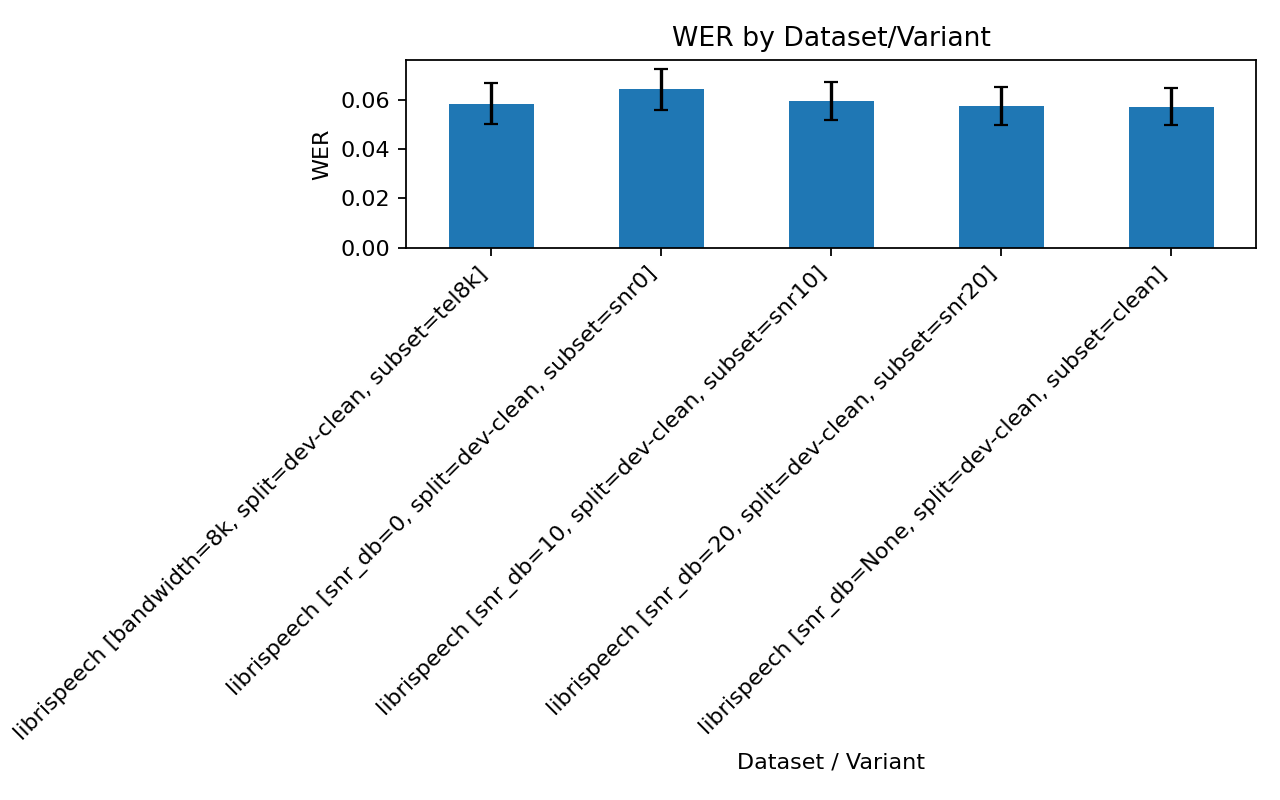 WER by Dataset/Variant
WER
0.06
0.04
0.02
0.00
librispeech [bandwidth=8k, split=dev-clean, subset=tel8k]
librispeech [snr_db=0, split=dev-clean, subset=snr0]
librispeech [snr_db=10, split=dev-clean, subset=snr10]
librispeech [snr_db=20, split=dev-clean, subset=snr20]
librispeech [snr_db=None, split=dev-clean, subset=clean]
Dataset / Variant